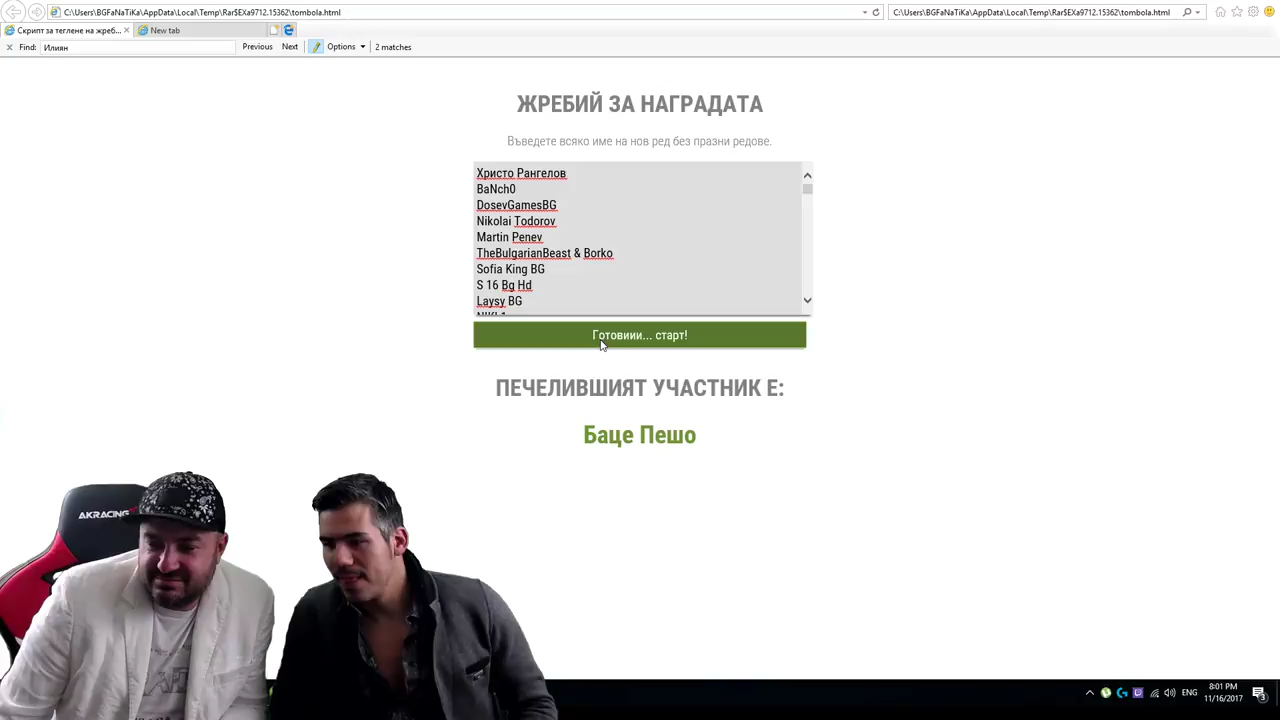 C:\Users\BGFaNaTiKa\AppData\Local\Temp\Rar$EXa9712.15362\tombola.html
C:\Users\BGFaNaTiKa\AppData\Local\Temp\Rar$EXa9712.15362\tombola.html
Скрипт за теглене на жреб...
New tab
Find: Илиян
Previous
Next
Options
2 matches
ЖРЕБИЙ ЗА НАГРАДАТА
Въведете всяко име на нов ред без празни редове.
Христо Рангелов
BaNch0
DosevGamesBG
Nikolai Todorov
Martin Penev
TheBulgarianBeast & Borko
Sofia King BG
S 16 Bg Hd
Laysy BG
Готовиии... старт!
ПЕЧЕЛИВШИЯТ УЧАСТНИК Е:
Баце Пешо
AKRACING
ENG
8:01 PM
11/16/2017